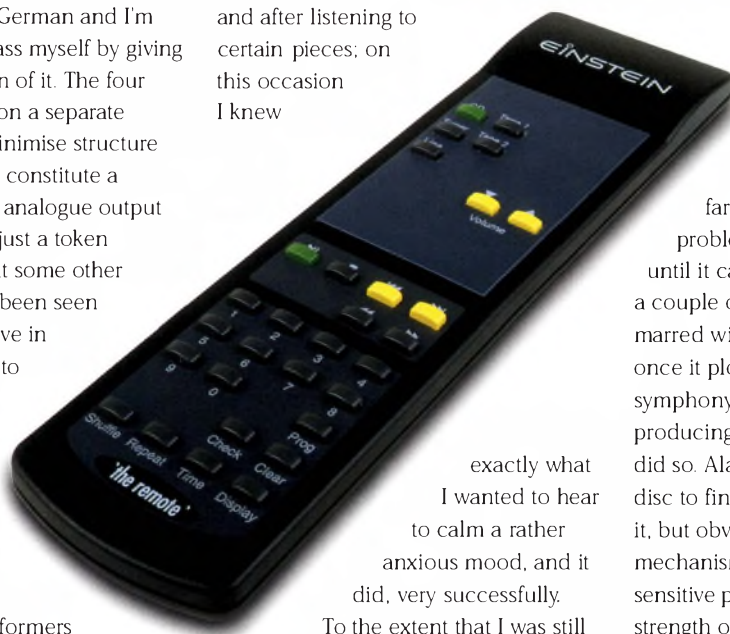 German and I'm
ass myself by giving
n of it. The four
on a separate
inimise structure
constitute a
analogue output
just a token
t some other
been seen
ve in
to
formers
and after listening to
certain pieces; on
this occasion
I knew
exactly what
I wanted to hear
to calm a rather
anxious mood, and it
did, very successfully.
To the extent that I was still
EINSTEIN
Tape 1
Tape 2
Volume
1
2
3
4
5
6
7
8
9
0
Prog
Check
Clear
Shuffle
Repeat
Time
Display
'the remote'
far
proble
until it ca
a couple o
marred wi
once it plo
symphony
producing
did so. Ala
disc to fin
it, but obv
mechanism
sensitive p
strength o